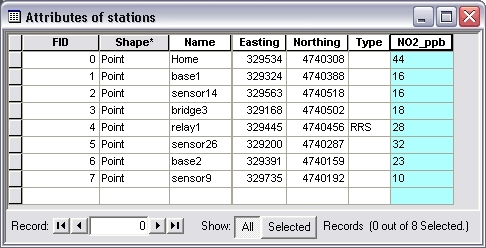 Attributes of stations
FID Shape* Name Easting Northing Type NO2_ppb
0 Point Home 329534 4740308 44
1 Point base1 329324 4740388 16
2 Point sensor14 329563 4740518 16
3 Point bridge3 329168 4740502 18
4 Point relay1 329445 4740456 RRS 28
5 Point sensor26 329200 4740287 32
6 Point base2 329391 4740159 23
7 Point sensor9 329735 4740192 10
Record: 0 Show: All Selected Records (0 out of 8 Selected.)